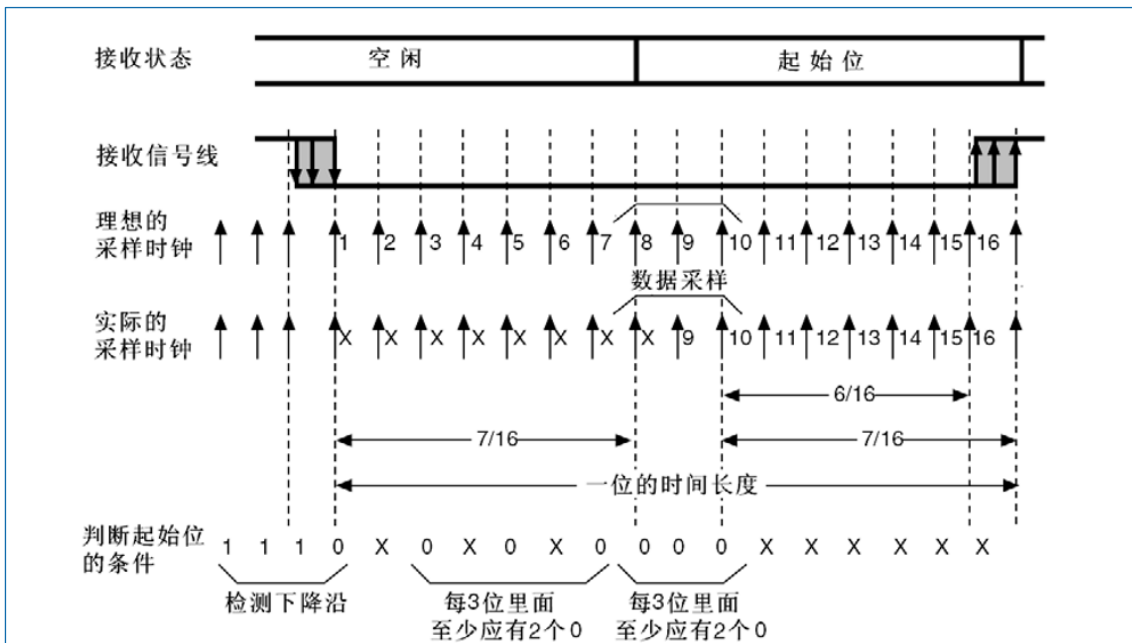 接收状态
空闲
起始位
接收信号线
理想的
采样时钟
1 2 3 4 5 6 7 8 9 10 11 12 13 14 15 16
数据采样
实际的
采样时钟
X X X X X X X X 9 10 11 12 13 14 15 16
6/16
7/16
7/16
一位的时间长度
判断起始位
的条件
1 1 1 0 X 0 X 0 X 0 0 0 0 X X X X X X
检测下降沿
每3位里面
至少应有2个0
每3位里面
至少应有2个0